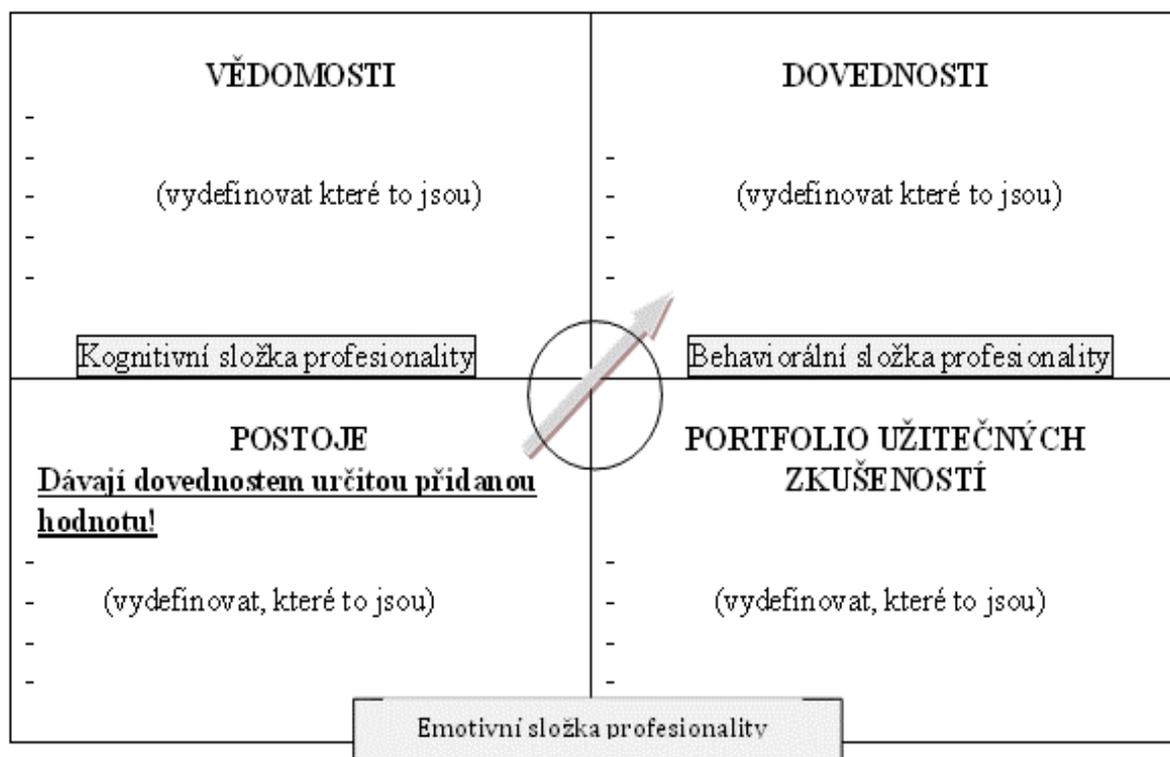 VĚDOMOSTI
-
-
(vydefinovat které to jsou)
-
-
-
Kognitivní složka profesionality
DOVEDNOSTI
-
(vydefinovat které to jsou)
-
-
-
Behaviorální složka profesionality
POSTOJE
Dávají dovednostem určitou přidanou
hodnotu!
-
- (vydefinovat, které to jsou)
-
-
PORTFOLIO UŽITEČNÝCH
ZKUŠENOSTÍ
-
- (vydefinovat, které to jsou)
-
-
Emotivní složka profesionality